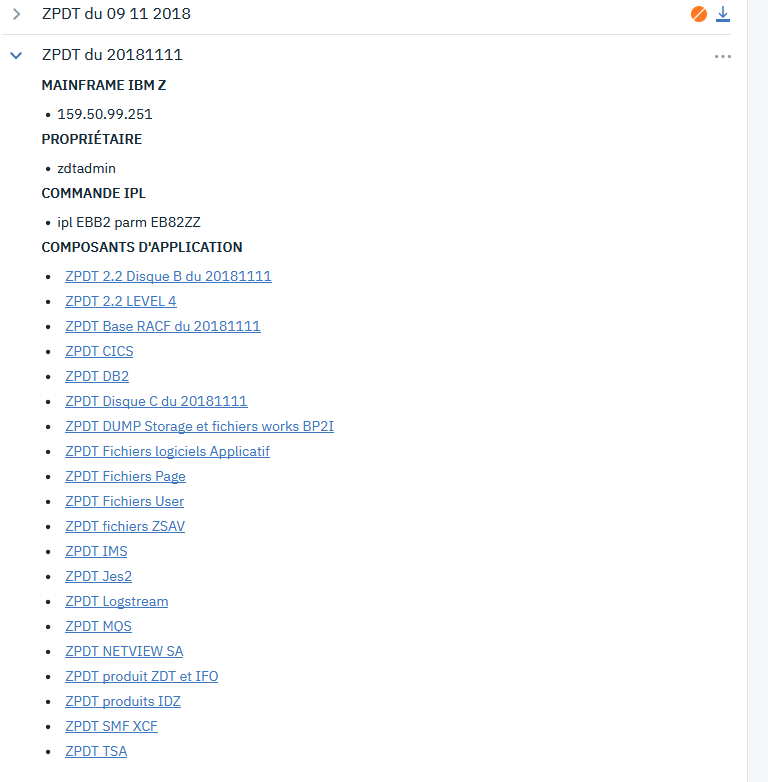 ZPDT du 09 11 2018
ZPDT du 20181111
MAINFRAME IBM Z
• 159.50.99.251
PROPRIÉTAIRE
• zdtadmin
COMMANDE IPL
• ipl EBB2 parm EB82ZZ
COMPOSANTS D'APPLICATION
• ZPDT 2.2 Disque B du 20181111
• ZPDT 2.2 LEVEL 4
• ZPDT Base RACF du 20181111
• ZPDT CICS
• ZPDT DB2
• ZPDT Disque C du 20181111
• ZPDT DUMP Storage et fichiers works BP2I
• ZPDT Fichiers logiciels Applicatif
• ZPDT Fichiers Page
• ZPDT Fichiers User
• ZPDT fichiers ZSAV
• ZPDT IMS
• ZPDT Jes2
• ZPDT Logstream
• ZPDT MQS
• ZPDT NETVIEW SA
• ZPDT produit ZDT et IFO
• ZPDT produits IDZ
• ZPDT SMF XCF
• ZPDT TSA